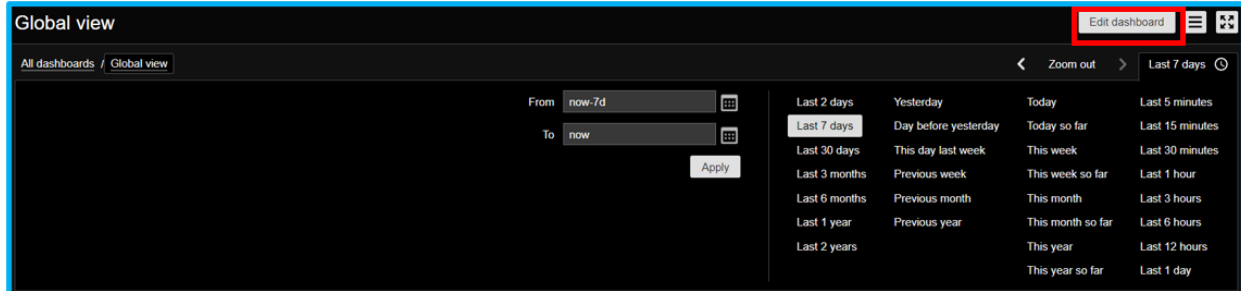 Global view
Edit dashboard
All dashboards / Global view
Zoom out
Last 7 days
From now-7d
To now
Apply
Last 2 days Yesterday Today Last 5 minutes
Last 7 days Day before yesterday Today so far Last 15 minutes
Last 30 days This day last week This week Last 30 minutes
Last 3 months Previous week This week so far Last 1 hour
Last 6 months Previous month This month Last 3 hours
Last 1 year Previous year This month so far Last 6 hours
Last 2 years This year Last 12 hours
This year so far Last 1 day